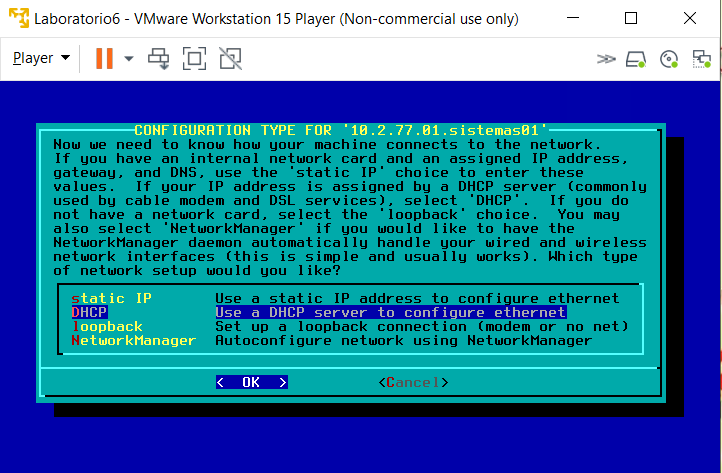 Laboratorio6 - VMware Workstation 15 Player (Non-commercial use only)
Player
CONFIGURATION TYPE FOR '10.2.77.01.sistemas01'
Now we need to know how your machine connects to the network.
If you have an internal network card and an assigned IP address,
gateway, and DNS, use the 'static IP' choice to enter these
values.  If your IP address is assigned by a DHCP server (commonly
used by cable modem and DSL services), select 'DHCP'.  If you do
not have a network card, select the 'loopback' choice.  You may
also select 'NetworkManager' if you would like to have the
NetworkManager daemon automatically handle your wired and wireless
network interfaces (this is simple and usually works). Which type
of network setup would you like?
static IP Use a static IP address to configure ethernet
DHCP Use a DHCP server to configure ethernet
loopback Set up a loopback connection (modem or no net)
NetworkManager Autoconfigure network using NetworkManager
< OK > <Cancel>